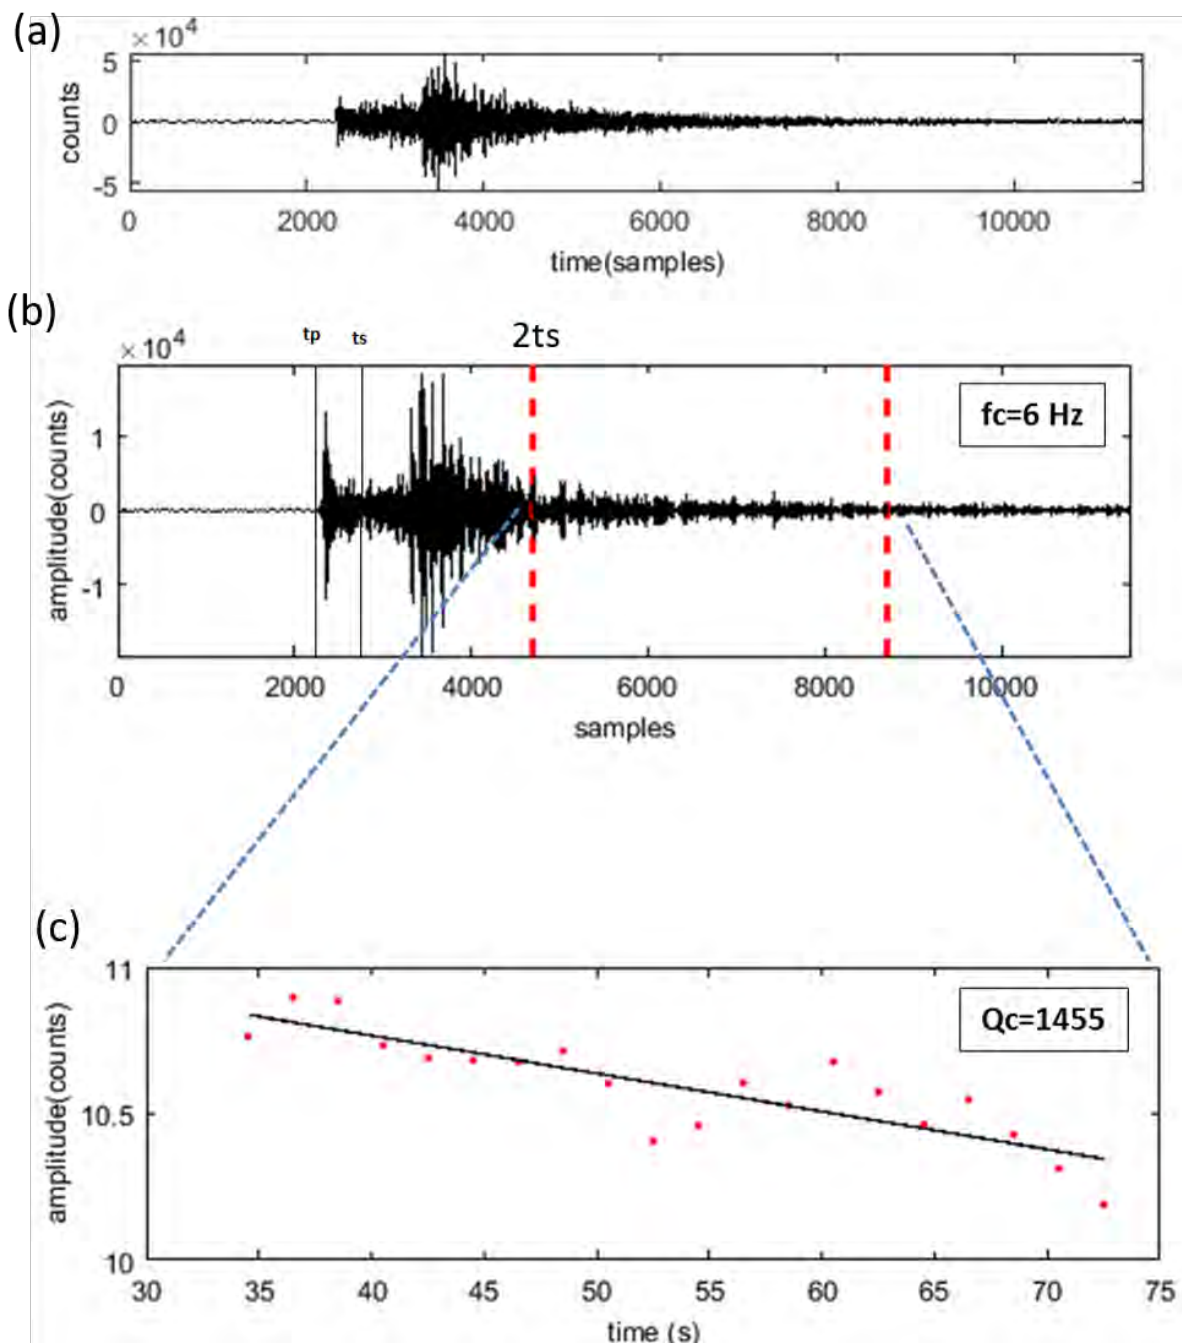 (a)
×10⁴
5
0
-5
counts
0 2000 4000 6000 8000 10000
time(samples)
(b)
×10⁴
tp ts 2ts
fc=6 Hz
1
0
-1
amplitude(counts)
0 2000 4000 6000 8000 10000
samples
(c)
11
10.5
10
amplitude(counts)
Qc=1455
30 35 40 45 50 55 60 65 70 75
time (s)